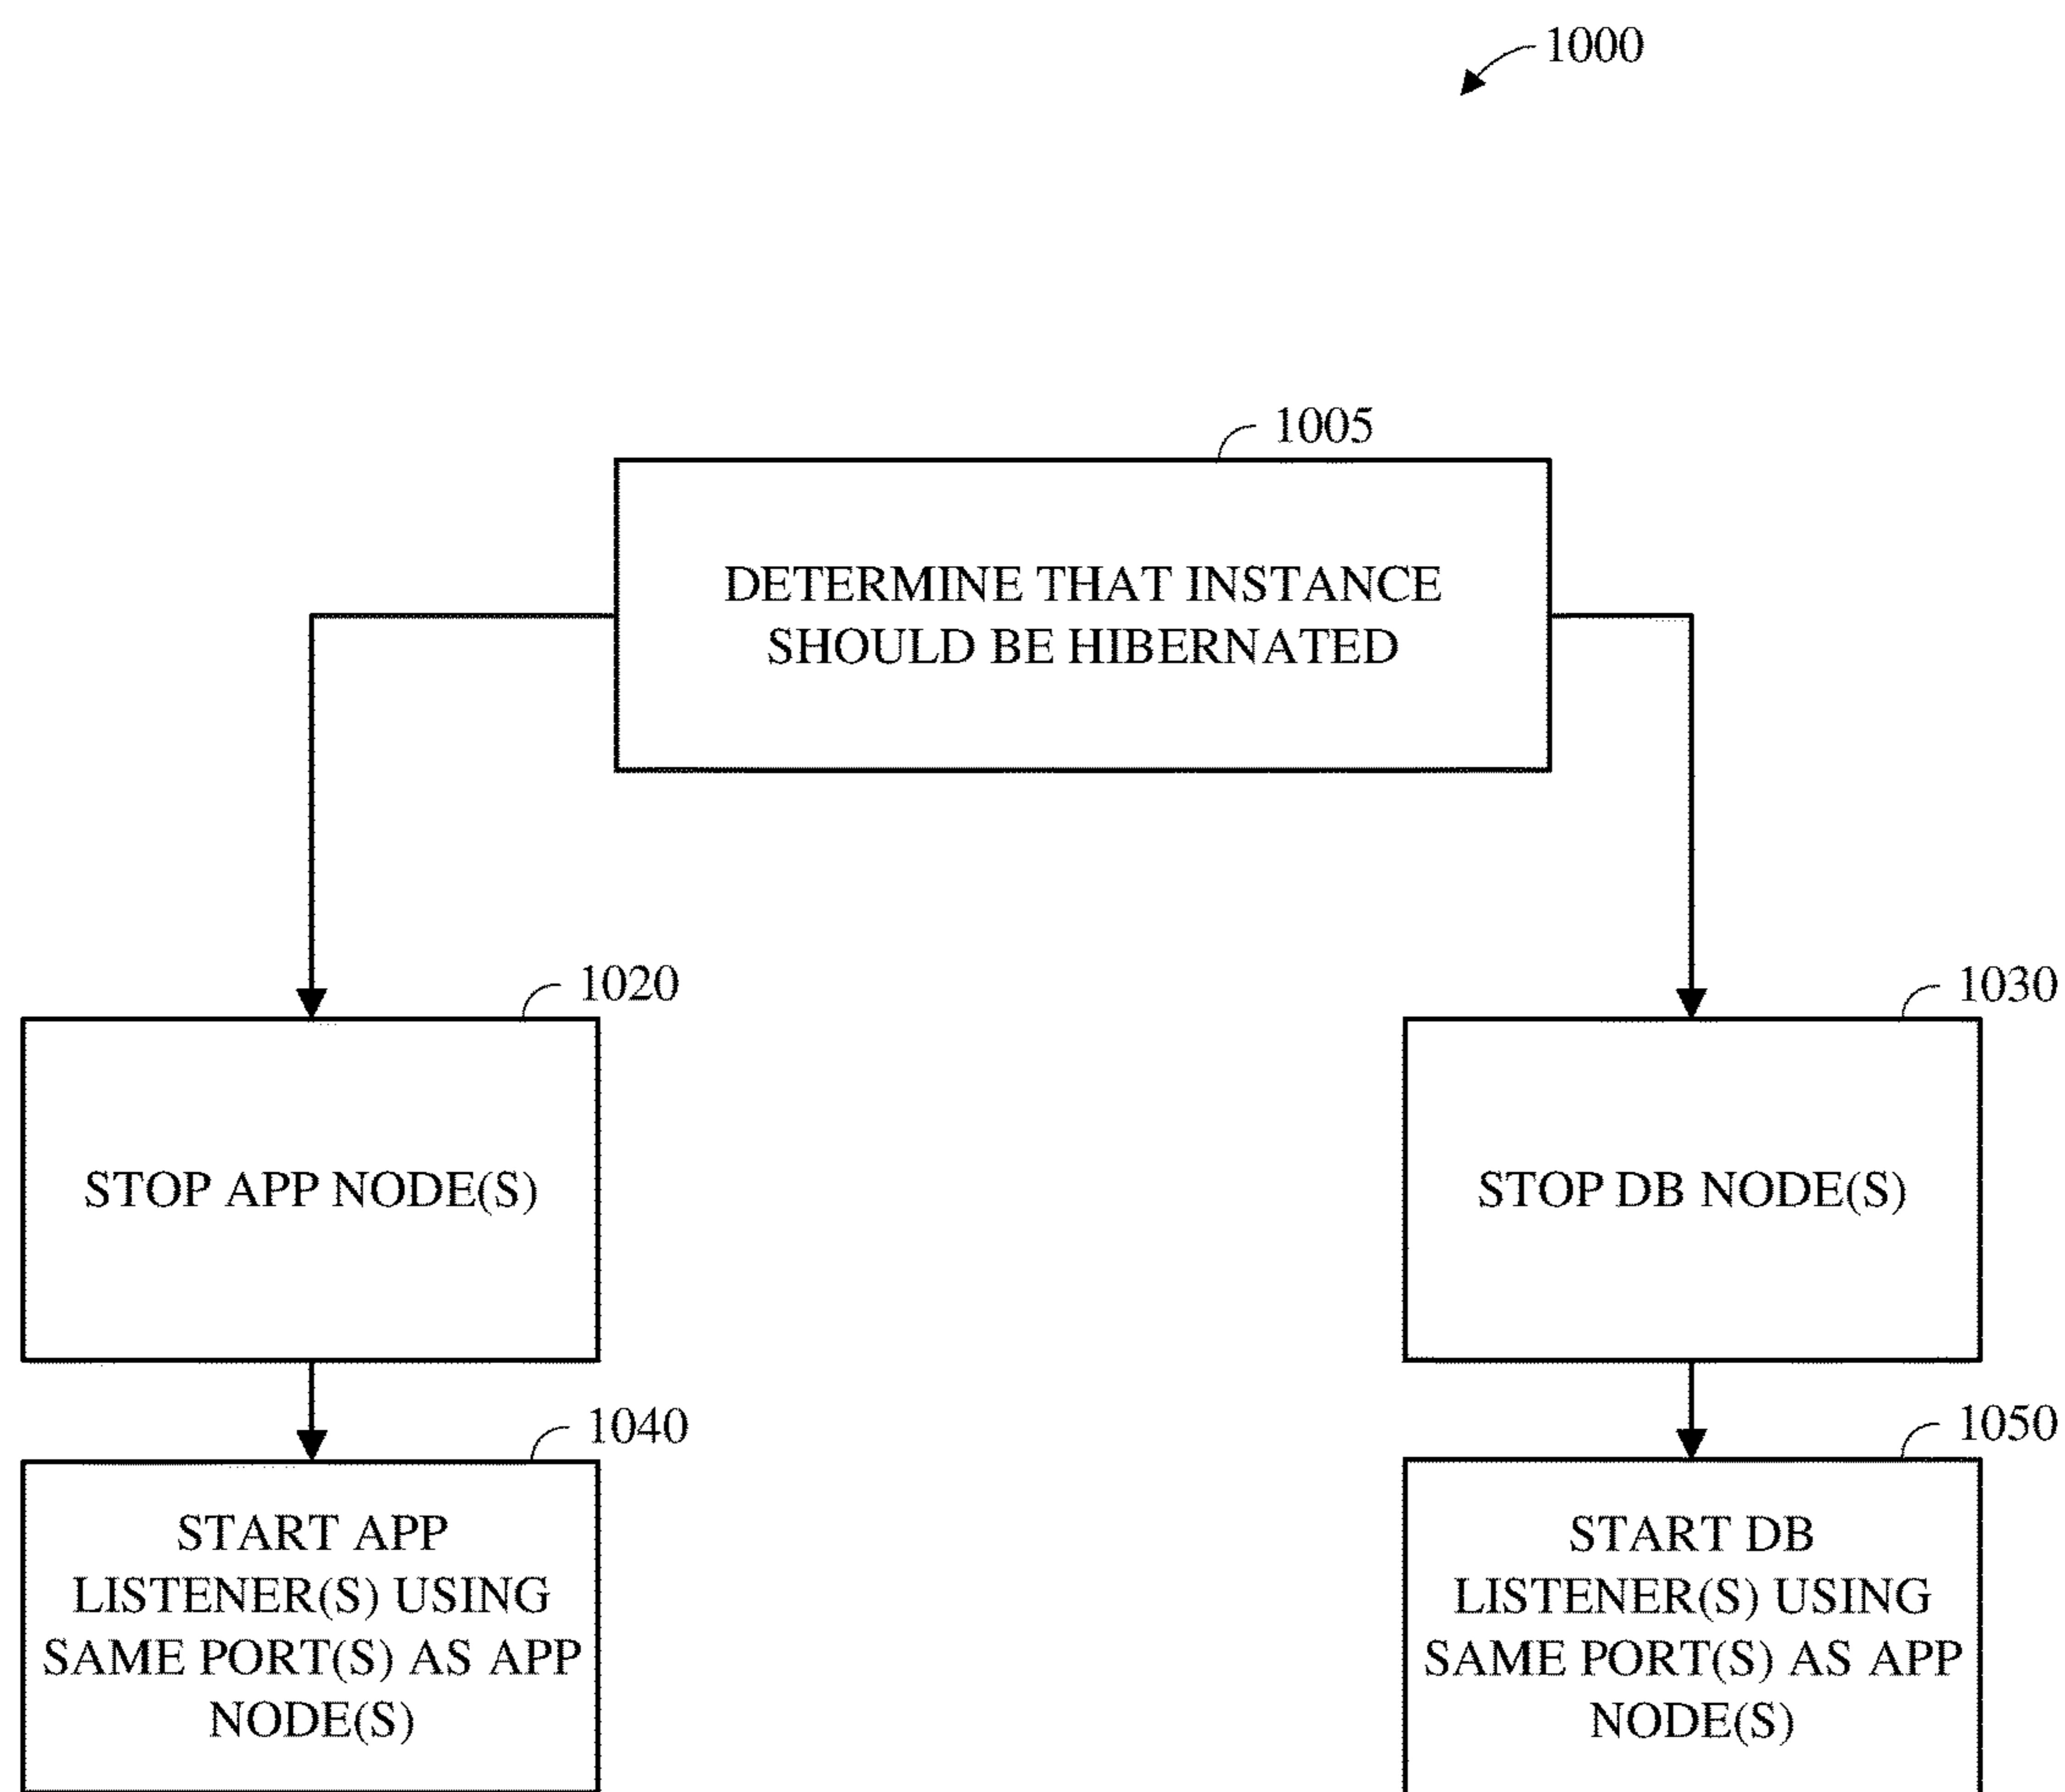 1000
1005
DETERMINE THAT INSTANCE
SHOULD BE HIBERNATED
1020
STOP APP NODE(S)
1030
STOP DB NODE(S)
1040
START APP
LISTENER(S) USING
SAME PORT(S) AS APP
NODE(S)
1050
START DB
LISTENER(S) USING
SAME PORT(S) AS APP
NODE(S)